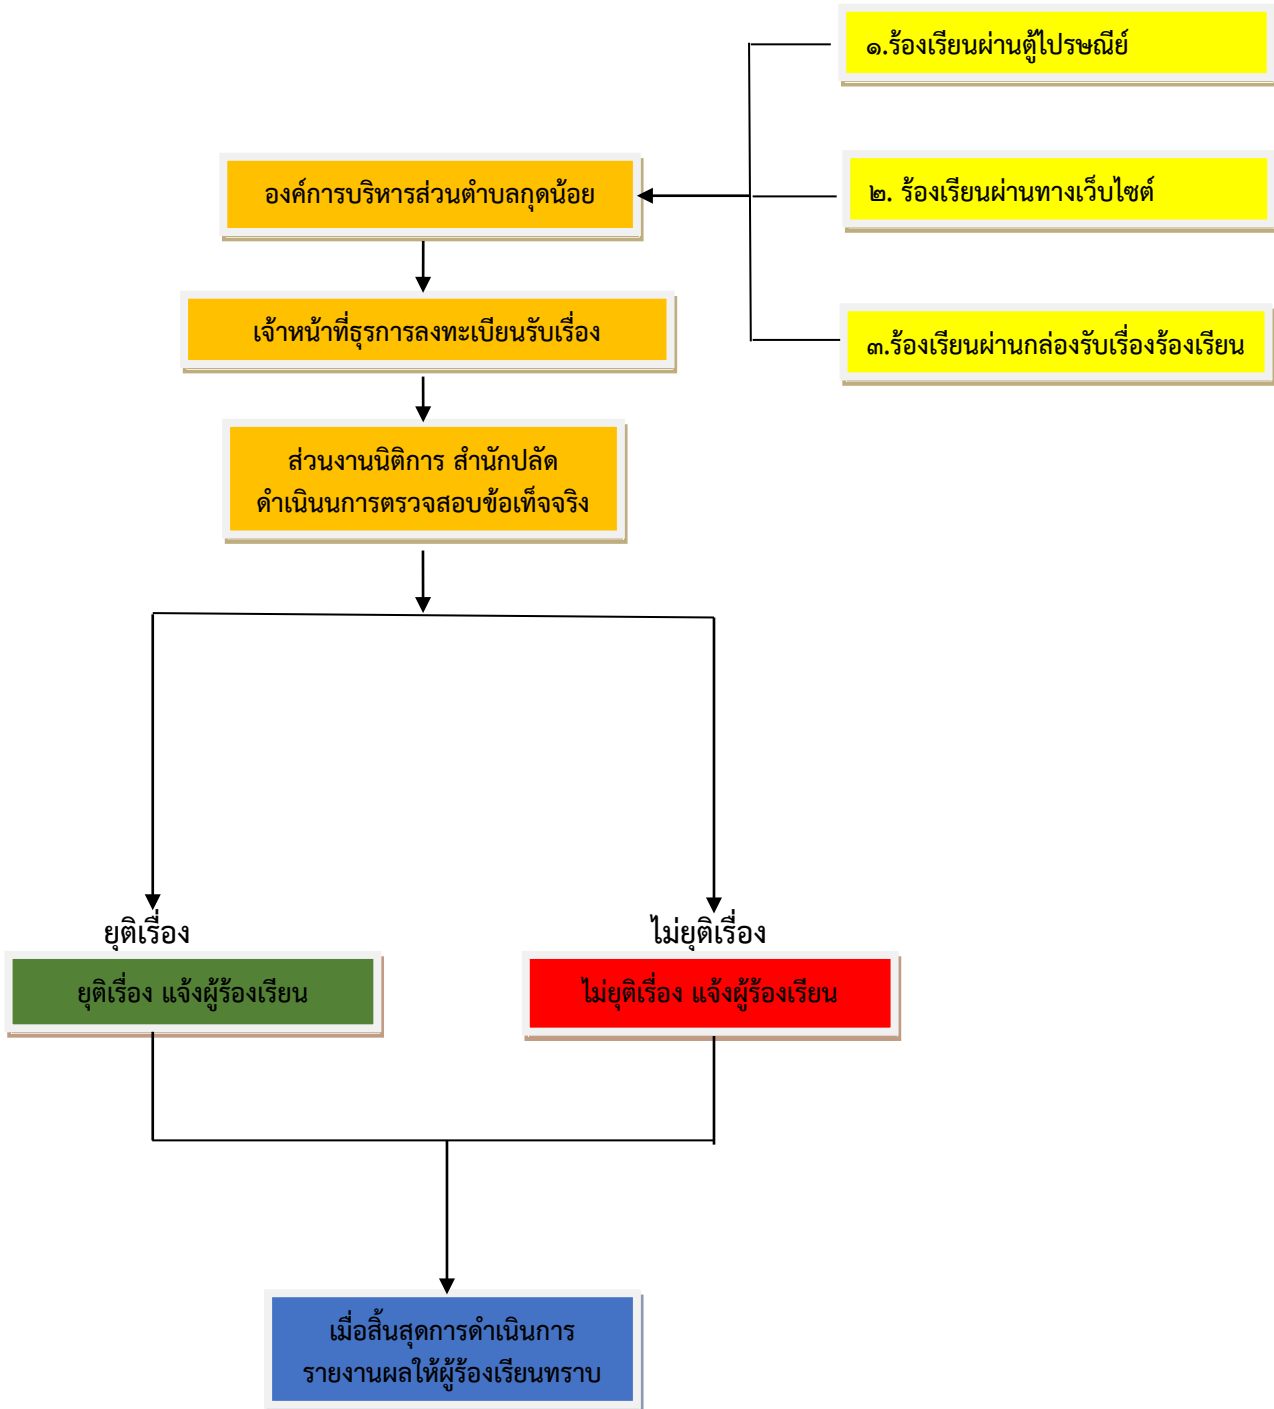 ๑.ร้องเรียนผ่านตู้ไปรษณีย์
องค์การบริหารส่วนตำบลกุดน้อย
๒. ร้องเรียนผ่านทางเว็บไซต์
เจ้าหน้าที่ธุรการลงทะเบียนรับเรื่อง
๓.ร้องเรียนผ่านกล่องรับเรื่องร้องเรียน
ส่วนงานนิติการ สำนักปลัด
ดำเนินนการตรวจสอบข้อเท็จจริง
ยุติเรื่อง
ไม่ยุติเรื่อง
ยุติเรื่อง แจ้งผู้ร้องเรียน
ไม่ยุติเรื่อง แจ้งผู้ร้องเรียน
เมื่อสิ้นสุดการดำเนินการ
รายงานผลให้ผู้ร้องเรียนทราบ